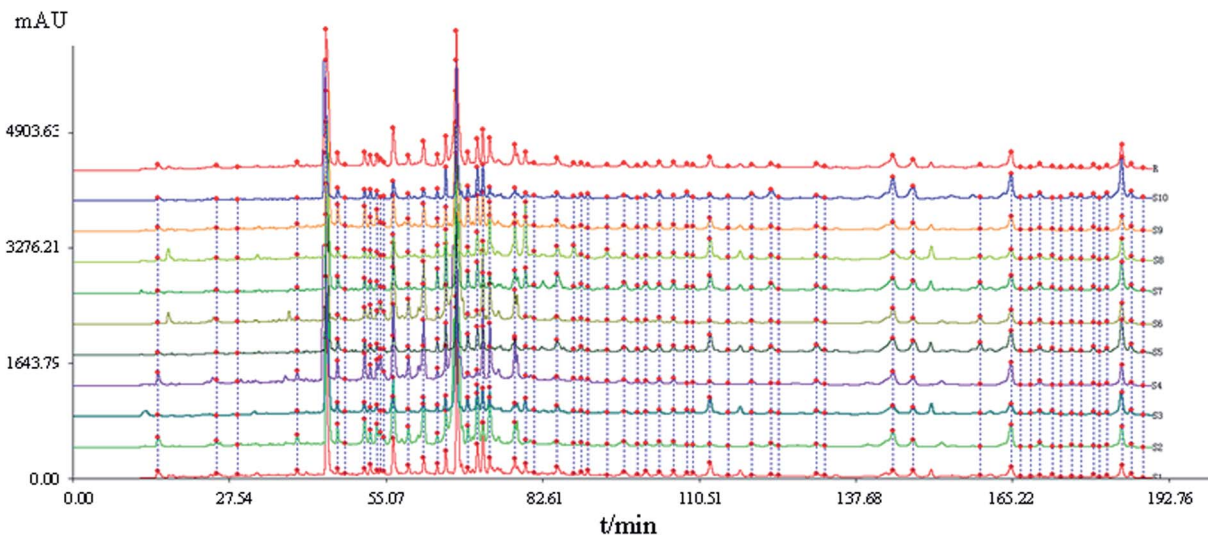 mAU
4903.63
3276.21
1643.75
0.00
R
S10
S9
S8
S7
S6
S5
S4
S3
S2
S1
0.00 27.54 55.07 82.61 110.51 137.68 165.22 192.76
t/min